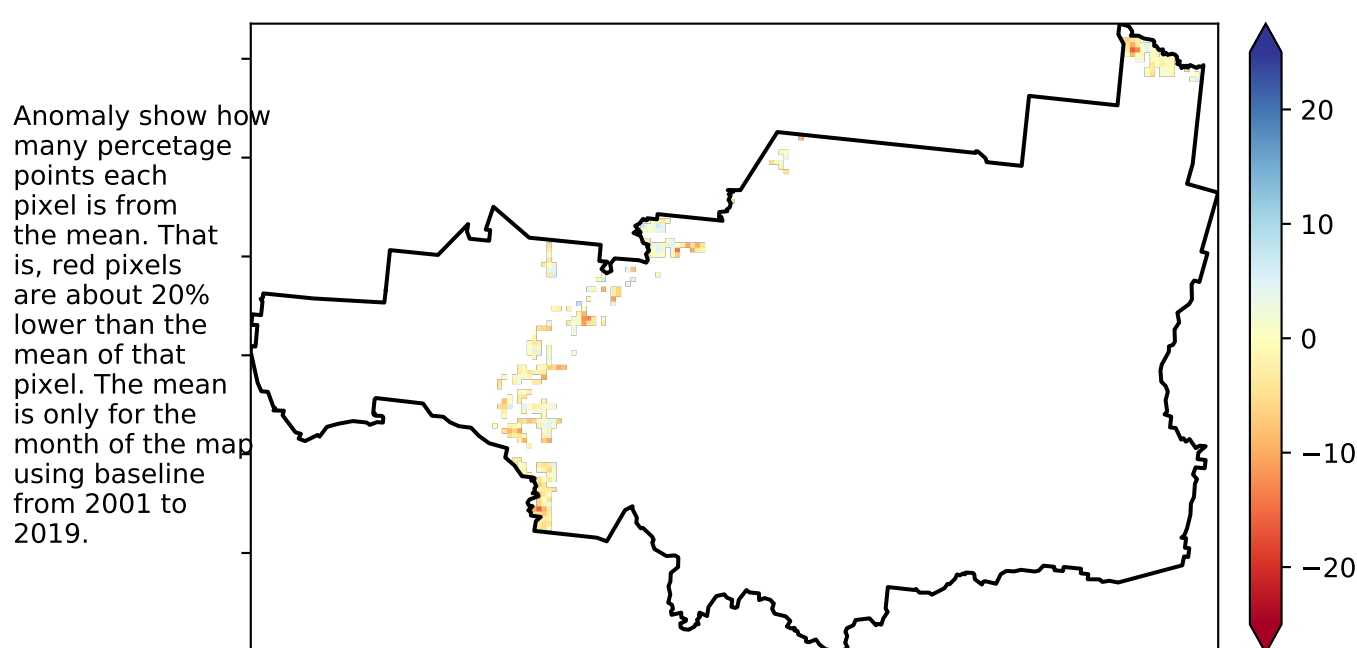 Anomaly show how
many percetage
points each
pixel is from
the mean. That
is, red pixels
are about 20%
lower than the
mean of that
pixel. The mean
is only for the
month of the map
using baseline
from 2001 to
2019.
20
10
0
−10
−20